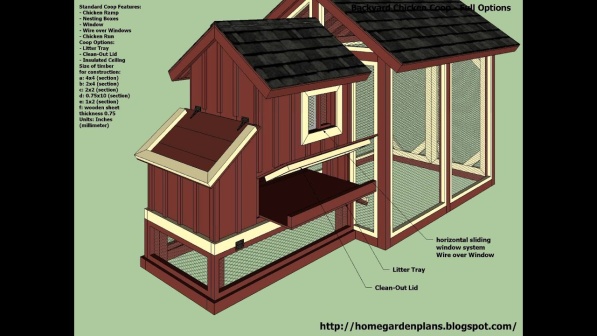 Standard Coop Features:
- Chicken Ramp
- Nesting Boxes
- Window
- Wire over Windows
- Chicken Run
Coop Options:
- Litter Tray
- Clean-Out Lid
- Insulated Ceiling
Size of timber
for construction:
a: 4x4 (section)
b: 2x4 (section)
c: 2x2 (section)
d: 0.75x10 (section)
e: 1x2 (section)
f: wooden sheet
thickness 0.75
Units: Inches
(millimeter)
Backyard Chicken Coop - Full Options
horizontal sliding
window system
Wire over Window
Litter Tray
Clean-Out Lid
http://homegardenplans.blogspot.com/